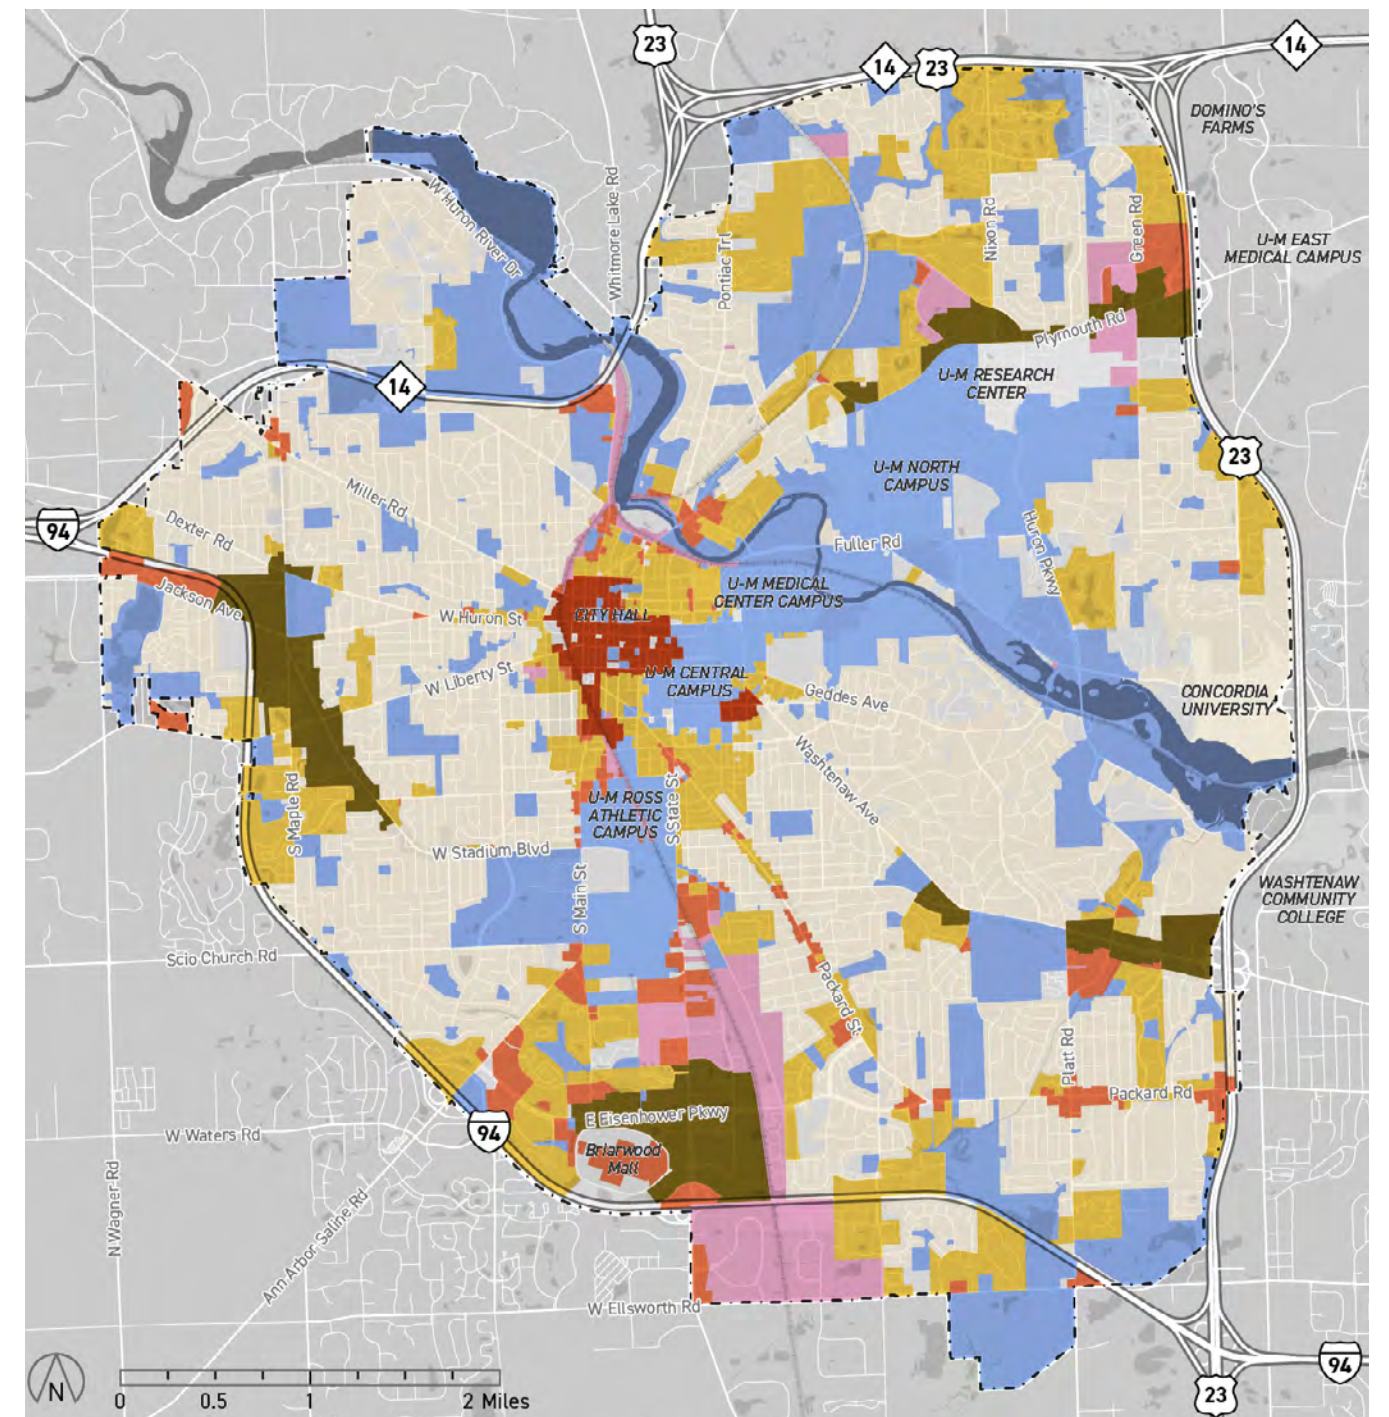 23
14
14
23
DOMINO'S
FARMS
W Huron River Dr
Whitmore Lake Rd
Pontiac Trl
Nixon Rd
Green Rd
U-M EAST
MEDICAL CAMPUS
Plymouth Rd
14
U-M RESEARCH
CENTER
23
U-M NORTH
CAMPUS
Miller Rd
Dexter Rd
94
Huron Pkwy
Fuller Rd
Jackson Ave
U-M MEDICAL
CENTER CAMPUS
W Huron St
CITY HALL
W Liberty St
U-M CENTRAL
CAMPUS
Geddes Ave
CONCORDIA
UNIVERSITY
Washtenaw Ave
S Maple Rd
U-M ROSS
ATHLETIC
CAMPUS
S State St
W Stadium Blvd
S Main St
WASHTENAW
COMMUNITY
COLLEGE
Scio Church Rd
Packard St
Platt Rd
Packard Rd
E Eisenhower Pkwy
94
W Waters Rd
Briarwood
Mall
N Wagner Rd
Ann Arbor Saline Rd
W Ellsworth Rd
94
23
N
0 0.5 1 2 Miles